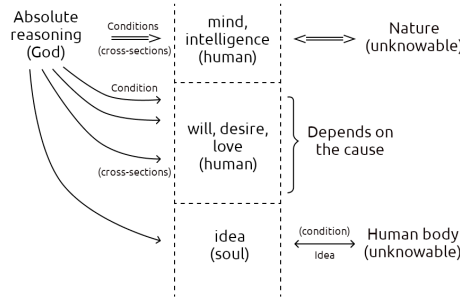 Absolute
reasoning
(God)
Conditions
(cross-sections)
mind,
intelligence
(human)
Nature
(unknowable)
Condition
(cross-sections)
will, desire,
love
(human)
Depends on
the cause
idea
(soul)
(condition)
Idea
Human body
(unknowable)